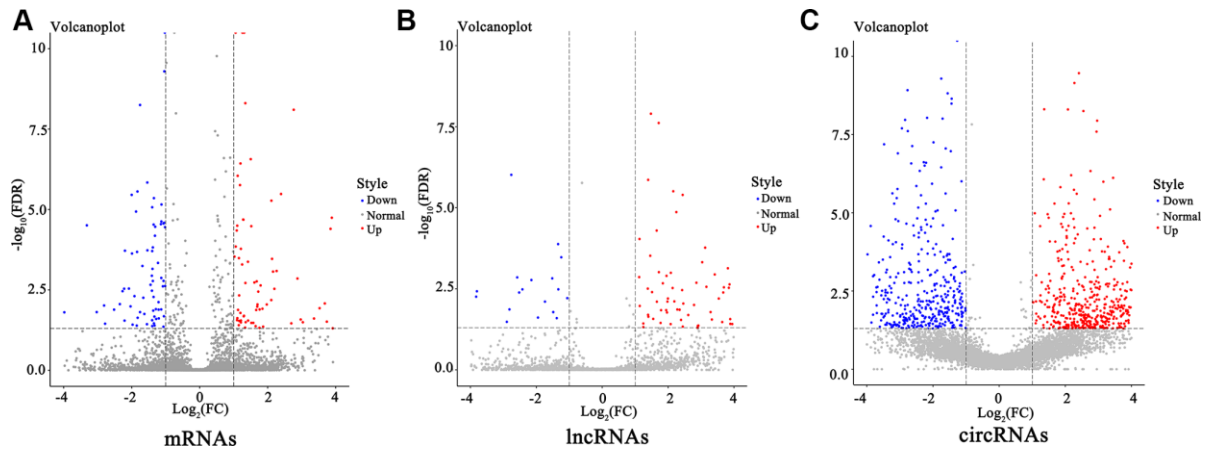 A
Volcanoplot
10.0
7.5
5.0
2.5
0.0
-log10(FDR)
-4
-2
0
2
4
Log2(FC)
mRNAs
Style
Down
Normal
Up
B
Volcanoplot
10.0
7.5
5.0
2.5
0.0
-log10(FDR)
-4
-2
0
2
4
Log2(FC)
lncRNAs
Style
Down
Normal
Up
C
Volcanoplot
10.0
7.5
5.0
2.5
0.0
-4
-2
0
2
4
Log2(FC)
circRNAs
Style
Down
Normal
Up